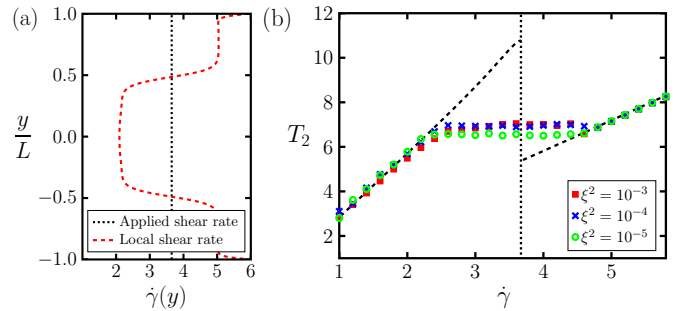 (a)
1.0
0.5
0.0
−0.5
−1.0
y/L
2 3 4 5 6
γ̇(y)
Applied shear rate
Local shear rate
(b)
12
10
8
6
4
2
T₂
1 2 3 4 5
γ̇
ξ² = 10⁻³
ξ² = 10⁻⁴
ξ² = 10⁻⁵